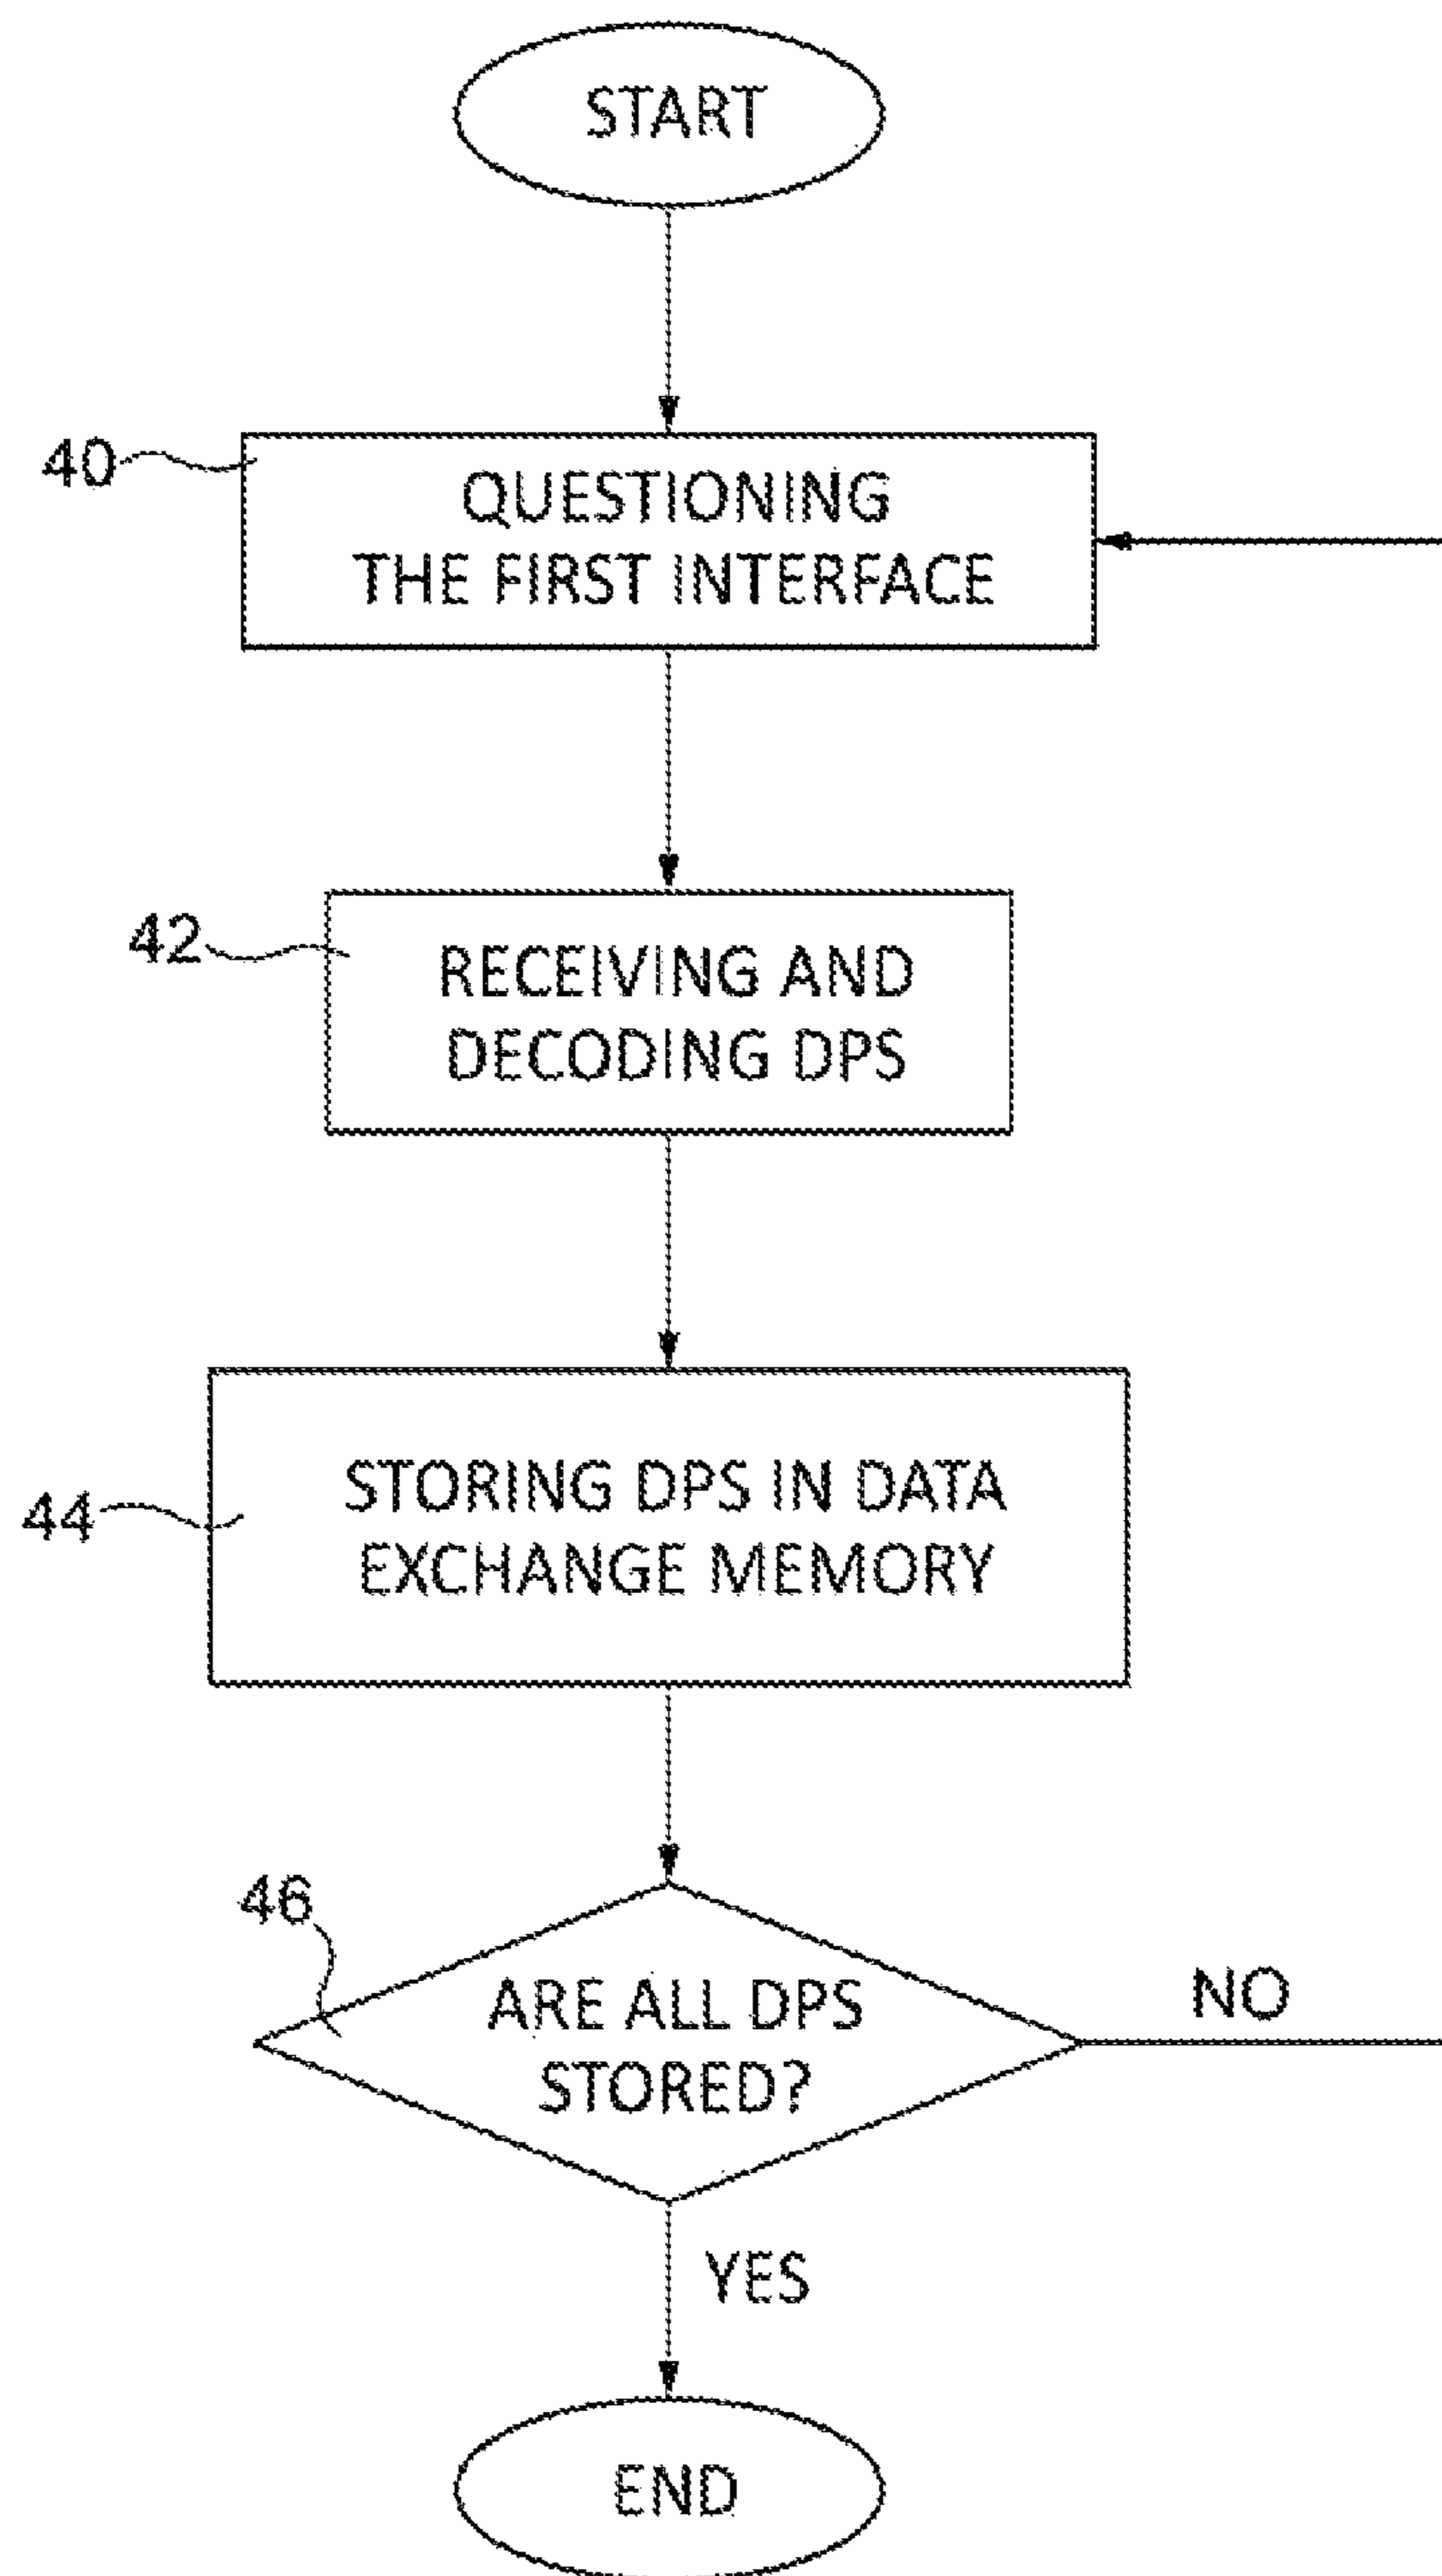 START
40
QUESTIONING
THE FIRST INTERFACE
42
RECEIVING AND
DECODING DPS
44
STORING DPS IN DATA
EXCHANGE MEMORY
46
ARE ALL DPS
STORED?
NO
YES
END